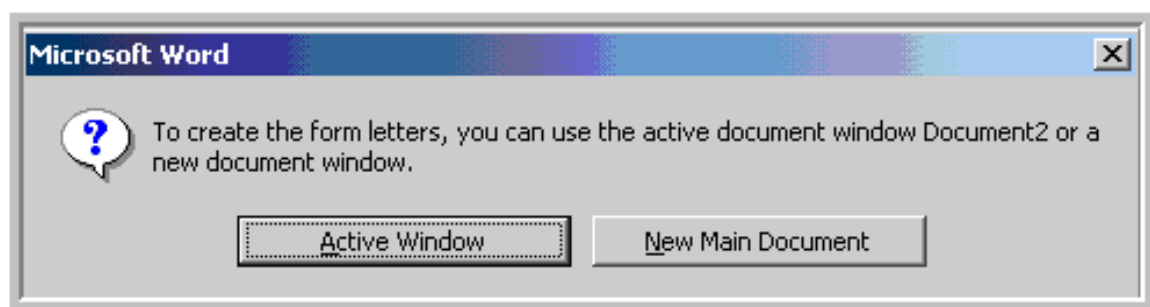 Microsoft Word
To create the form letters, you can use the active document window Document2 or a
new document window.
Active Window
New Main Document